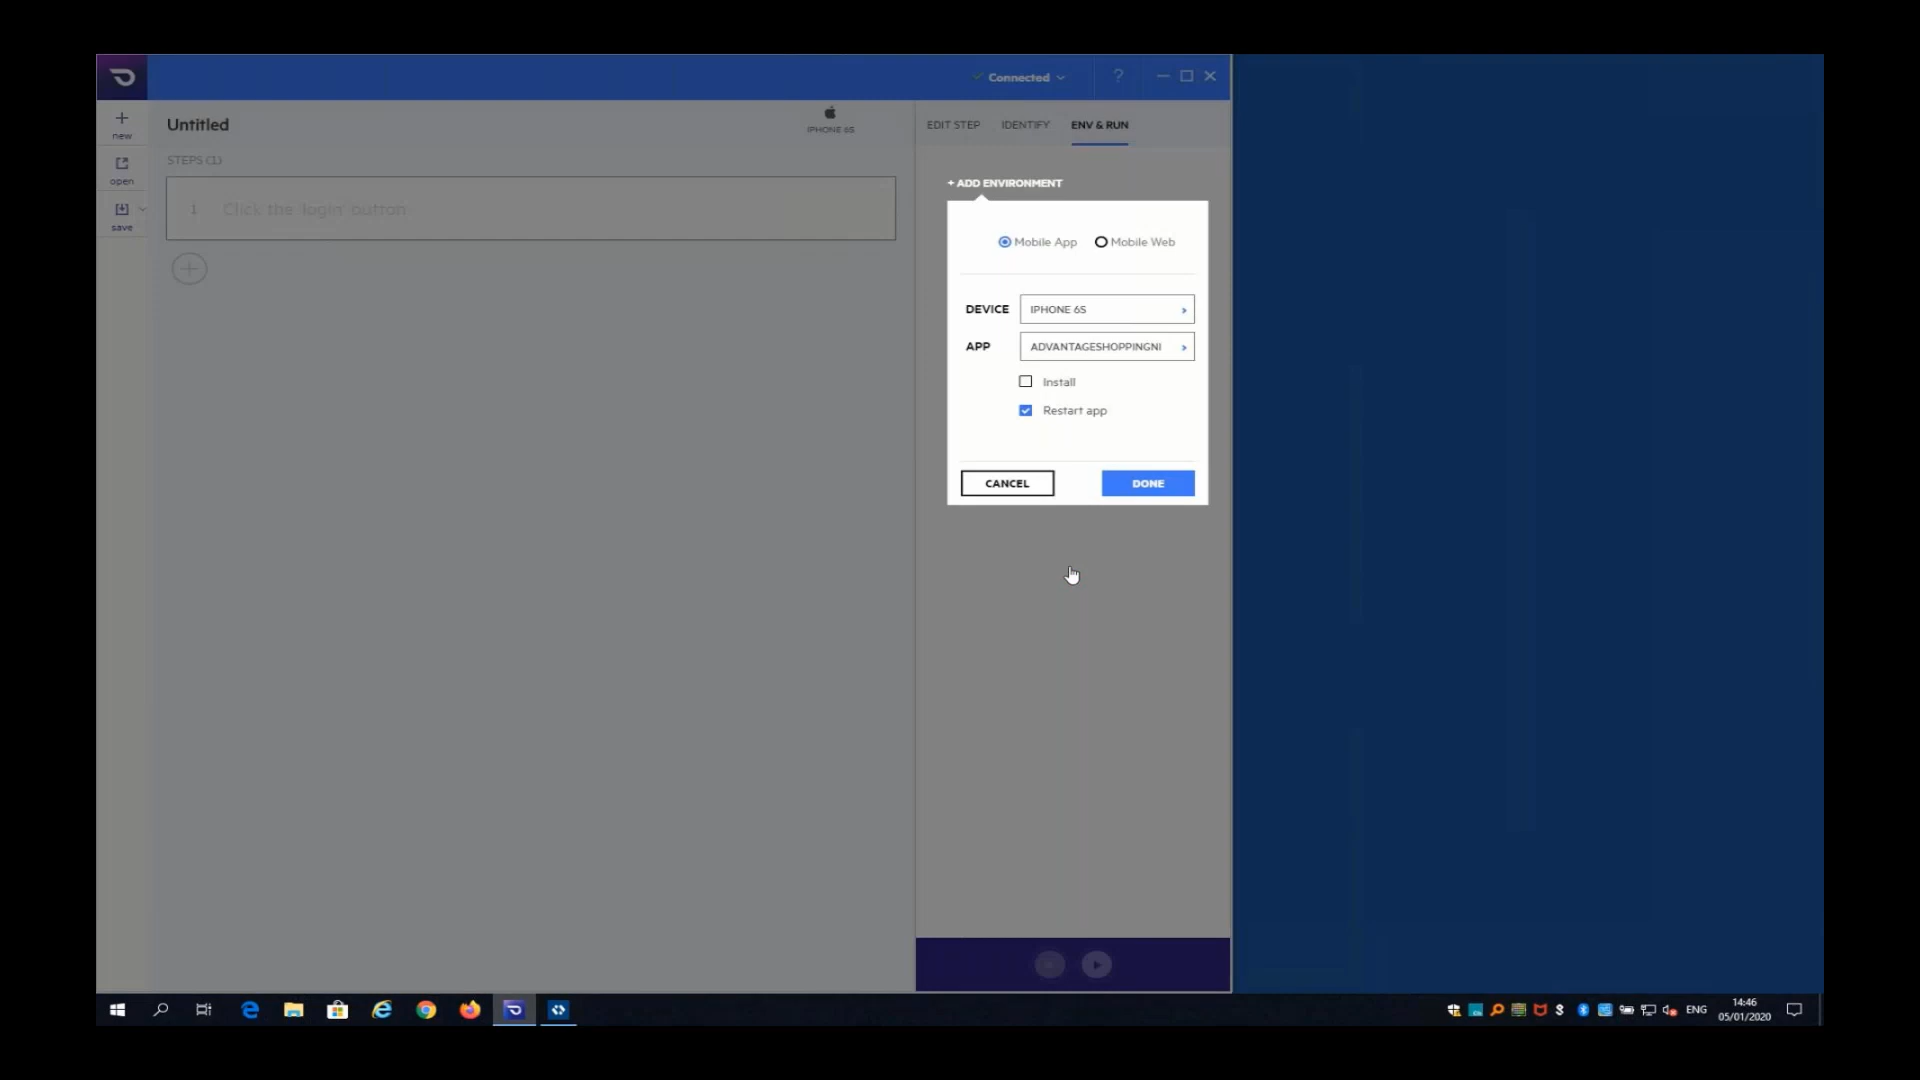 Connected
?
new
open
save
Untitled
IPHONE 6S
STEPS (1)
1 Click the 'login' button
EDIT STEP IDENTIFY ENV & RUN
+ ADD ENVIRONMENT
Mobile App Mobile Web
DEVICE IPHONE 6S
APP ADVANTAGESHOPPINGNI
Install
Restart app
CANCEL DONE
ENG
14:46
05/01/2020